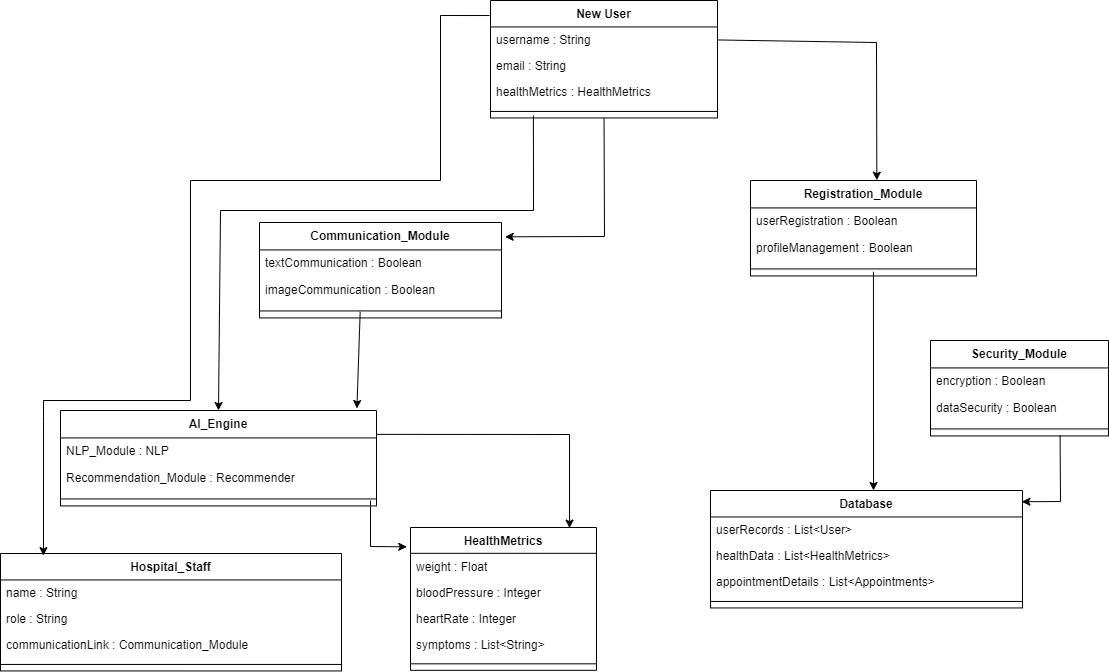 New User
username : String
email : String
healthMetrics : HealthMetrics
Registration_Module
userRegistration : Boolean
profileManagement : Boolean
Communication_Module
textCommunication : Boolean
imageCommunication : Boolean
Security_Module
encryption : Boolean
dataSecurity : Boolean
AI_Engine
NLP_Module : NLP
Recommendation_Module : Recommender
Database
userRecords : List<User>
healthData : List<HealthMetrics>
appointmentDetails : List<Appointments>
HealthMetrics
weight : Float
bloodPressure : Integer
heartRate : Integer
symptoms : List<String>
Hospital_Staff
name : String
role : String
communicationLink : Communication_Module